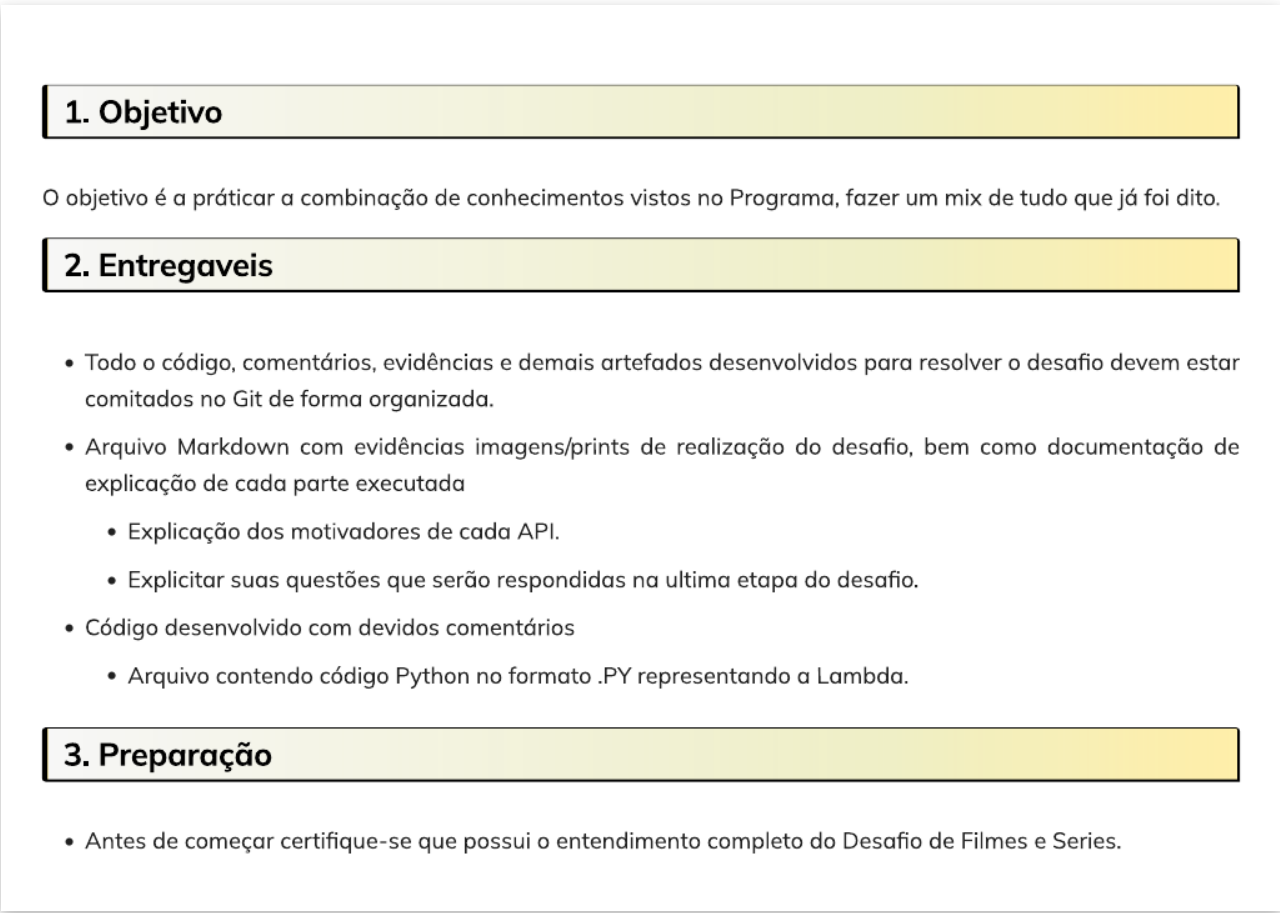 1. Objetivo
O objetivo é a práticar a combinação de conhecimentos vistos no Programa, fazer um mix de tudo que já foi dito.
2. Entregaveis
• Todo o código, comentários, evidências e demais artefados desenvolvidos para resolver o desafio devem estar
comitados no Git de forma organizada.
• Arquivo Markdown com evidências imagens/prints de realização do desafio, bem como documentação de
explicação de cada parte executada
• Explicação dos motivadores de cada API.
• Explicitar suas questões que serão respondidas na ultima etapa do desafio.
• Código desenvolvido com devidos comentários
• Arquivo contendo código Python no formato .PY representando a Lambda.
3. Preparação
• Antes de começar certifique-se que possui o entendimento completo do Desafio de Filmes e Series.